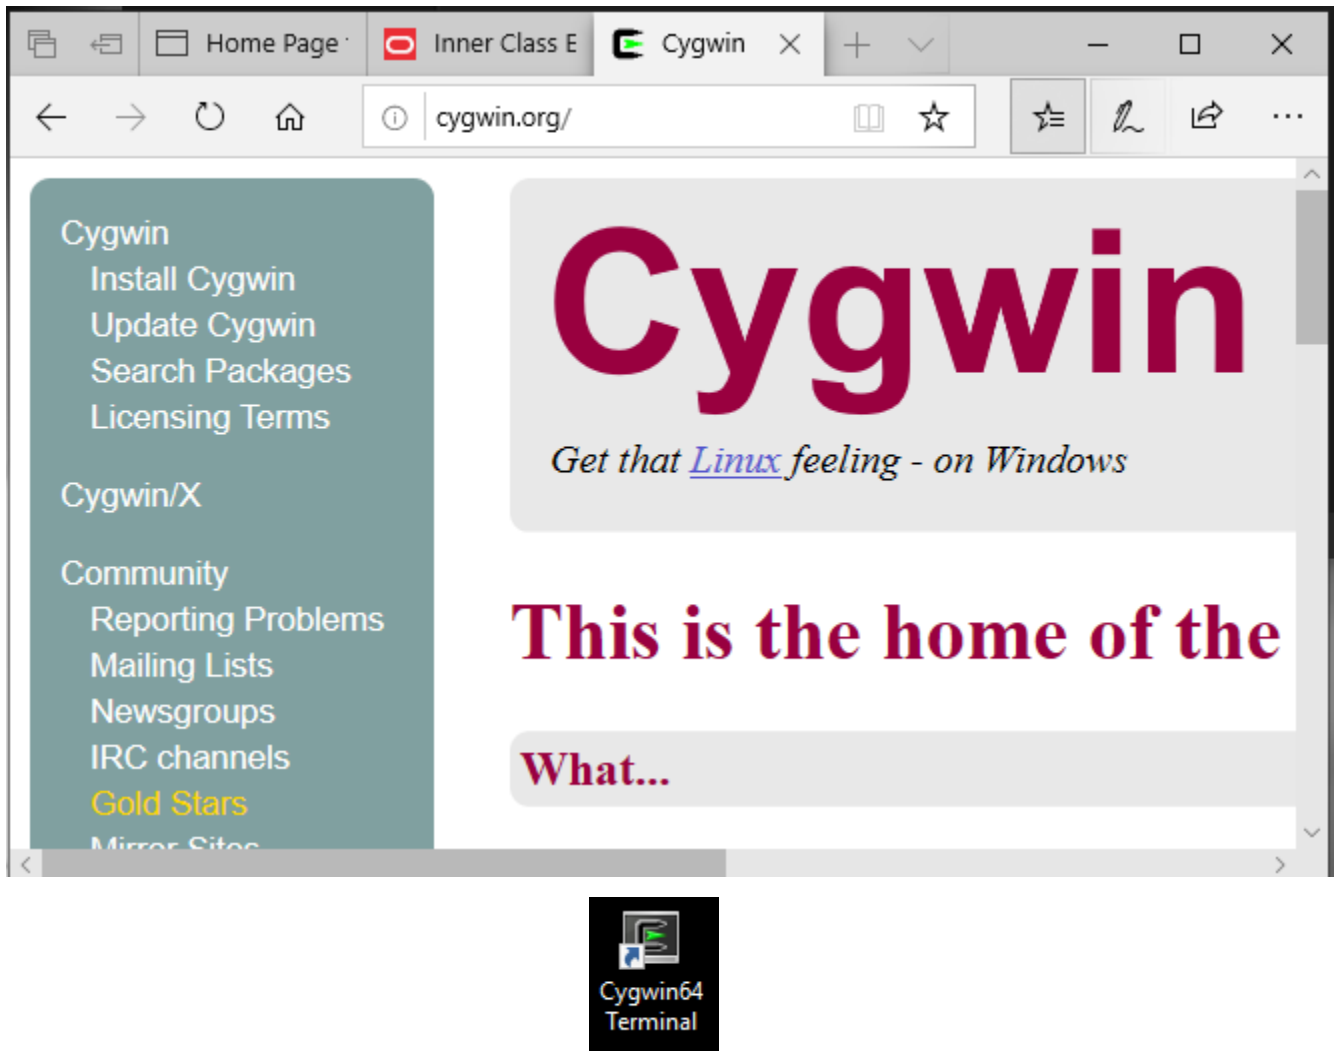 Home Page
Inner Class E
Cygwin
cygwin.org/
Cygwin
Install Cygwin
Update Cygwin
Search Packages
Licensing Terms
Cygwin/X
Community
Reporting Problems
Mailing Lists
Newsgroups
IRC channels
Gold Stars
Mirror Sites
Cygwin
Get that Linux feeling - on Windows
This is the home of the
What...
Cygwin64
Terminal